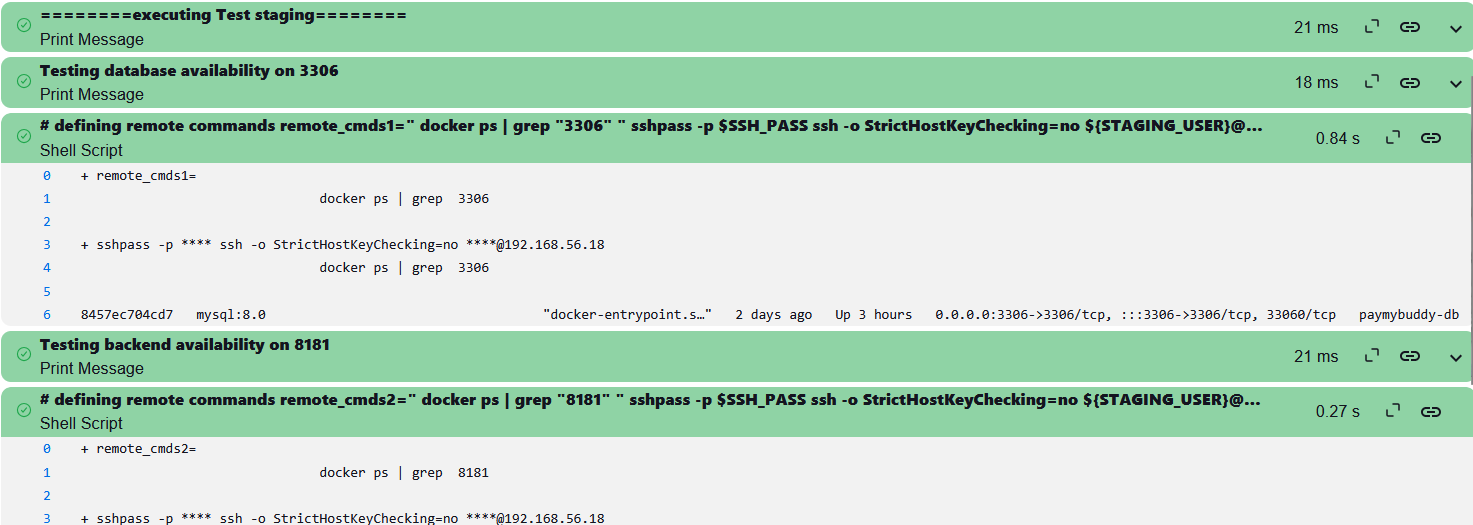 ========executing Test staging========
Print Message
21 ms
Testing database availability on 3306
Print Message
18 ms
# defining remote commands remote_cmds1=" docker ps | grep "3306" " sshpass -p $SSH_PASS ssh -o StrictHostKeyChecking=no ${STAGING_USER}@...
Shell Script
0.84 s
0 + remote_cmds1=
1 docker ps | grep  3306
2
3 + sshpass -p **** ssh -o StrictHostKeyChecking=no ****@192.168.56.18
4 docker ps | grep  3306
5
6 8457ec704cd7   mysql:8.0   "docker-entrypoint.s…"   2 days ago   Up 3 hours   0.0.0.0:3306->3306/tcp, :::3306->3306/tcp, 33060/tcp   paymybuddy-db
Testing backend availability on 8181
Print Message
21 ms
# defining remote commands remote_cmds2=" docker ps | grep "8181" " sshpass -p $SSH_PASS ssh -o StrictHostKeyChecking=no ${STAGING_USER}@...
Shell Script
0.27 s
0 + remote_cmds2=
1 docker ps | grep  8181
2
3 + sshpass -p **** ssh -o StrictHostKeyChecking=no ****@192.168.56.18